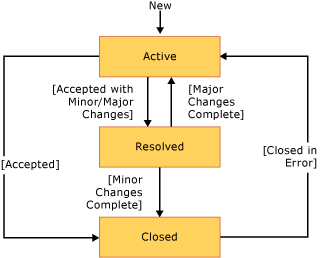 New
Active
[Accepted with
Minor/Major
Changes]
[Major
Changes
Complete]
Resolved
[Accepted]
[Closed in
Error]
[Minor
Changes
Complete]
Closed